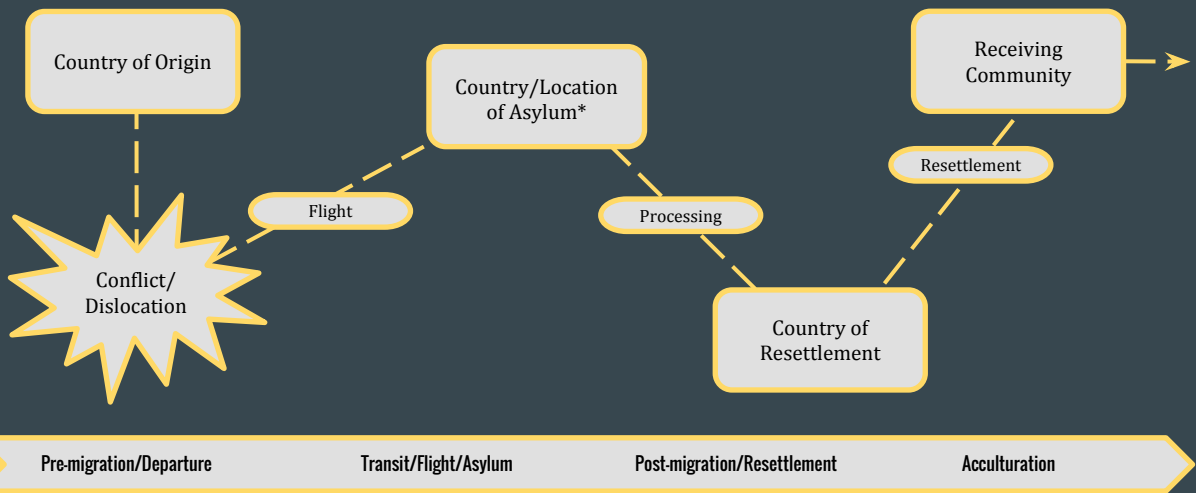 Country of Origin
Conflict/
Dislocation
Flight
Country/Location
of Asylum*
Processing
Country of
Resettlement
Resettlement
Receiving
Community
Pre-migration/Departure
Transit/Flight/Asylum
Post-migration/Resettlement
Acculturation